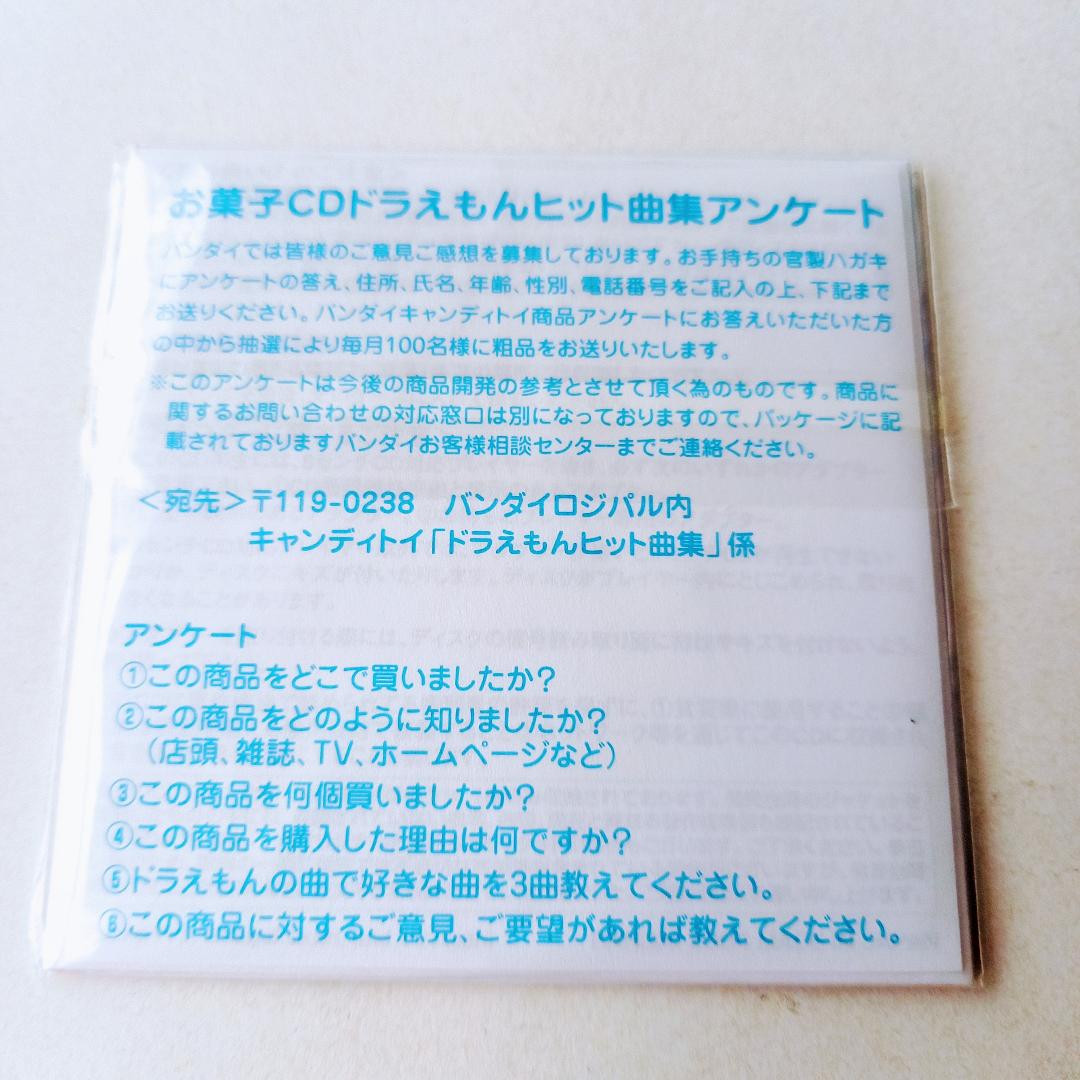 お菓子CDドラえもんヒット曲集アンケート
バンダイでは皆様のご意見ご感想を募集しております。お手持ちの官製ハガキ
にアンケートの答え、住所、氏名、年齢、性別、電話番号をご記入の上、下記まで
お送りください。バンダイキャンディトイ商品アンケートにお答えいただいた方
の中から抽選により毎月100名様に粗品をお送りいたします。
※このアンケートは今後の商品開発の参考とさせて頂く為のものです。商品に
関するお問い合わせの対応窓口は別になっておりますので、パッケージに記
載されておりますバンダイお客様相談センターまでご連絡ください。
＜宛先＞〒119-0238　バンダイロジパル内
キャンディトイ「ドラえもんヒット曲集」係
アンケート
①この商品をどこで買いましたか？
②この商品をどのように知りましたか？
（店頭、雑誌、TV、ホームページなど）
③この商品を何個買いましたか？
④この商品を購入した理由は何ですか？
⑤ドラえもんの曲で好きな曲を3曲教えてください。
⑥この商品に対するご意見、ご要望があれば教えてください。